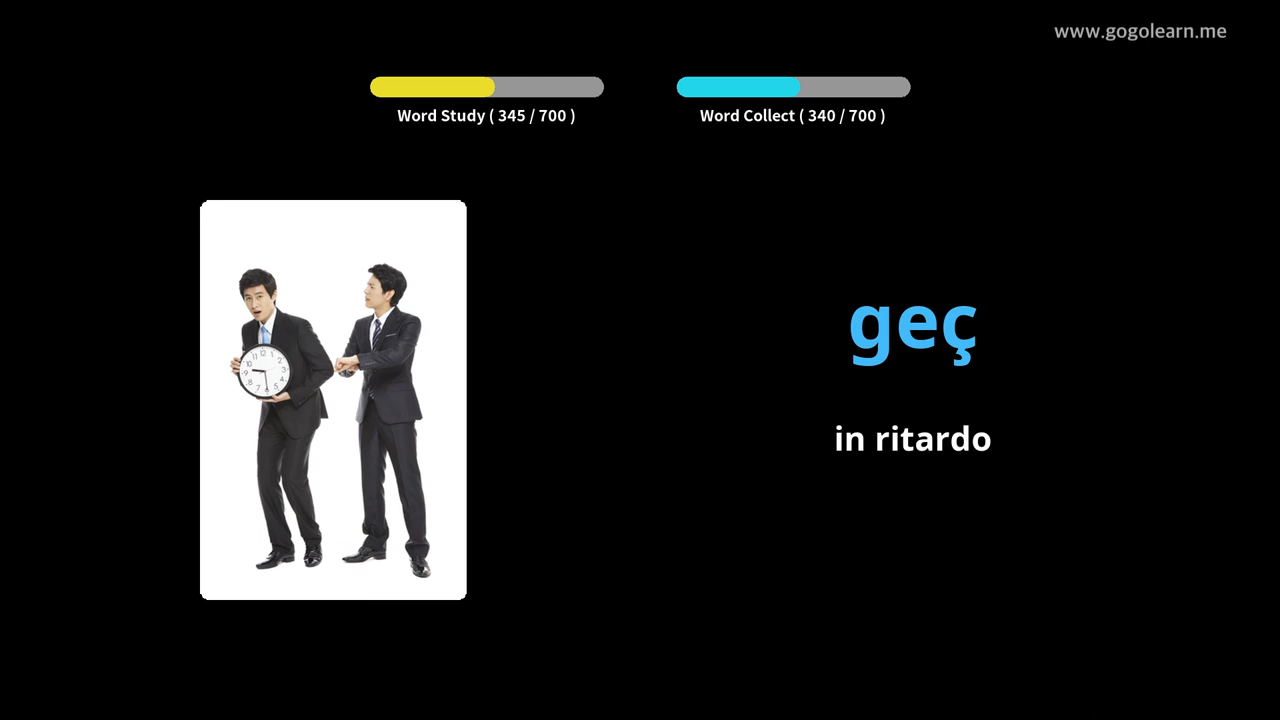 www.gogolearn.me
Word Study ( 345 / 700 )
Word Collect ( 340 / 700 )
geç
in ritardo